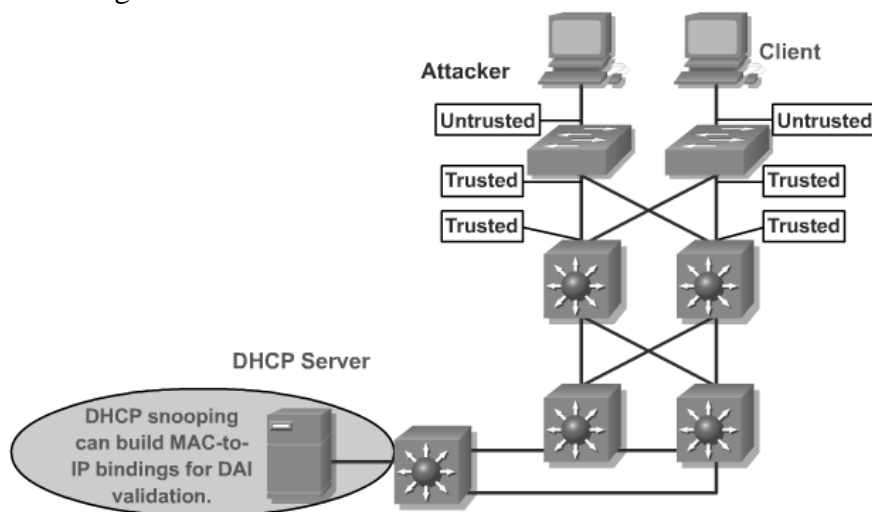 Attacker
Client
Untrusted
Untrusted
Trusted
Trusted
Trusted
Trusted
DHCP Server
DHCP snooping
can build MAC-to-
IP bindings for DAI
validation.